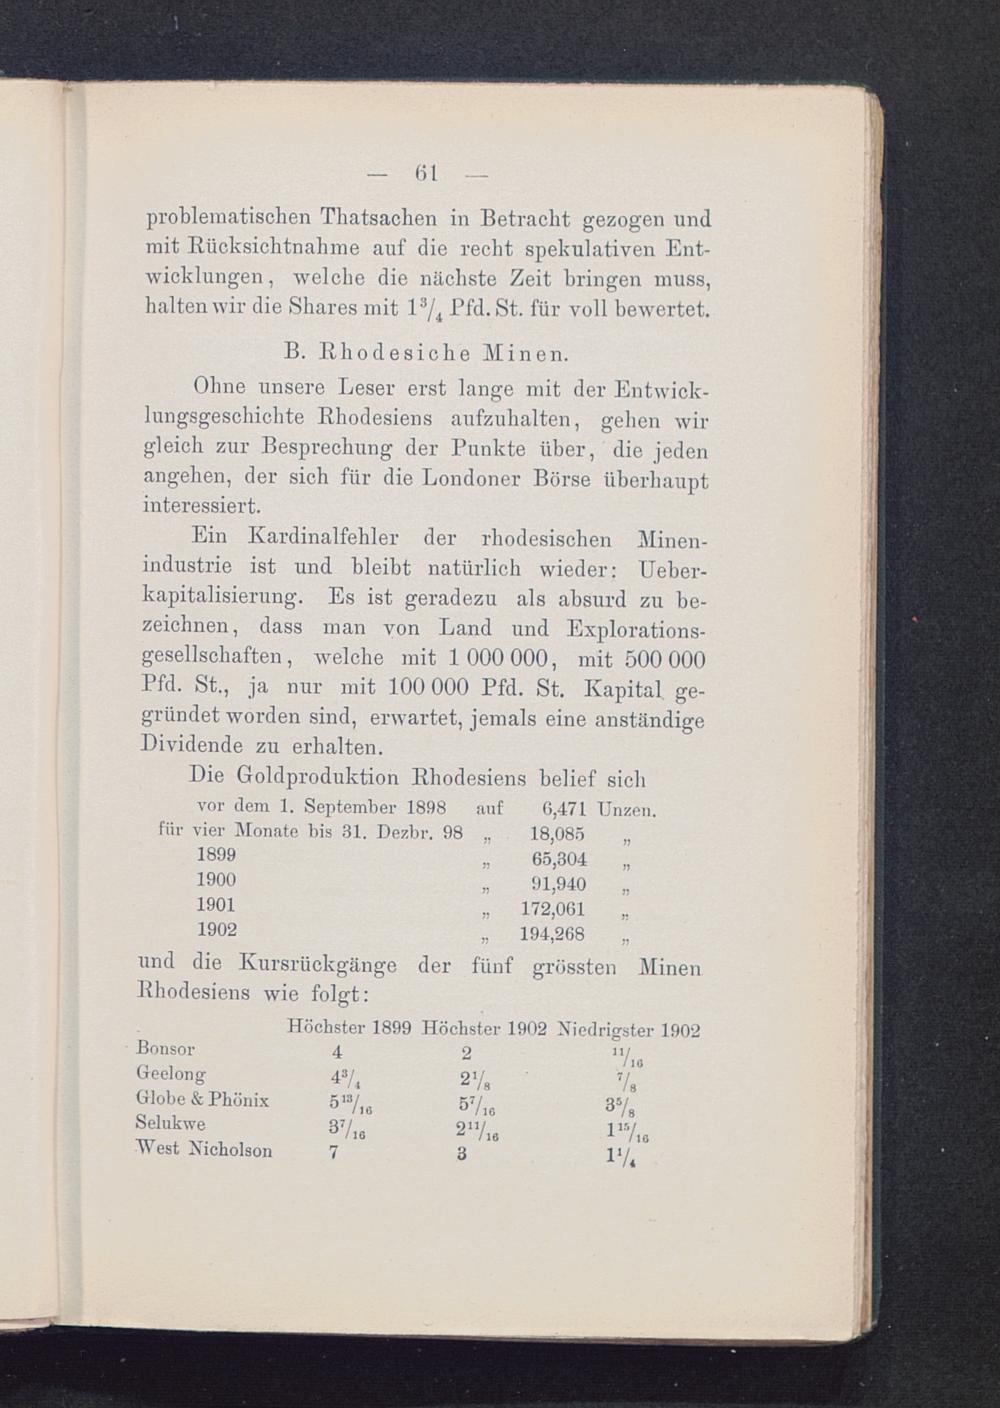 — 61 —
problematischen Thatsachen in Betracht gezogen und
mit Rücksichtnahme auf die recht spekulativen Ent-
wicklungen, welche die nächste Zeit bringen muss,
halten wir die Shares mit 1³/₄ Pfd. St. für voll bewertet.
B. Rhodesiche Minen.
Ohne unsere Leser erst lange mit der Entwick-
lungsgeschichte Rhodesiens aufzuhalten, gehen wir
gleich zur Besprechung der Punkte über, die jeden
angehen, der sich für die Londoner Börse überhaupt
interessiert.
Ein Kardinalfehler der rhodesischen Minen-
industrie ist und bleibt natürlich wieder: Ueber-
kapitalisierung. Es ist geradezu als absurd zu be-
zeichnen, dass man von Land und Explorations-
gesellschaften, welche mit 1 000 000, mit 500 000
Pfd. St., ja nur mit 100 000 Pfd. St. Kapital ge-
gründet worden sind, erwartet, jemals eine anständige
Dividende zu erhalten.
Die Goldproduktion Rhodesiens belief sich
vor dem 1. September 1898 auf 6,471 Unzen.
für vier Monate bis 31. Dezbr. 98 „ 18,085 „
1899 „ 65,304 „
1900 „ 91,940 „
1901 „ 172,061 „
1902 „ 194,268 „
und die Kursrückgänge der fünf grössten Minen
Rhodesiens wie folgt:
Höchster 1899 Höchster 1902 Niedrigster 1902
Bonsor 4 2 ¹¹/₁₆
Geelong 4³/₄ 2¹/₈ ⁷/₈
Globe & Phönix 5¹³/₁₆ 5⁷/₁₆ 3⁵/₈
Selukwe 3⁷/₁₆ 2¹¹/₁₆ 1¹⁵/₁₆
West Nicholson 7 3 1¹/₄